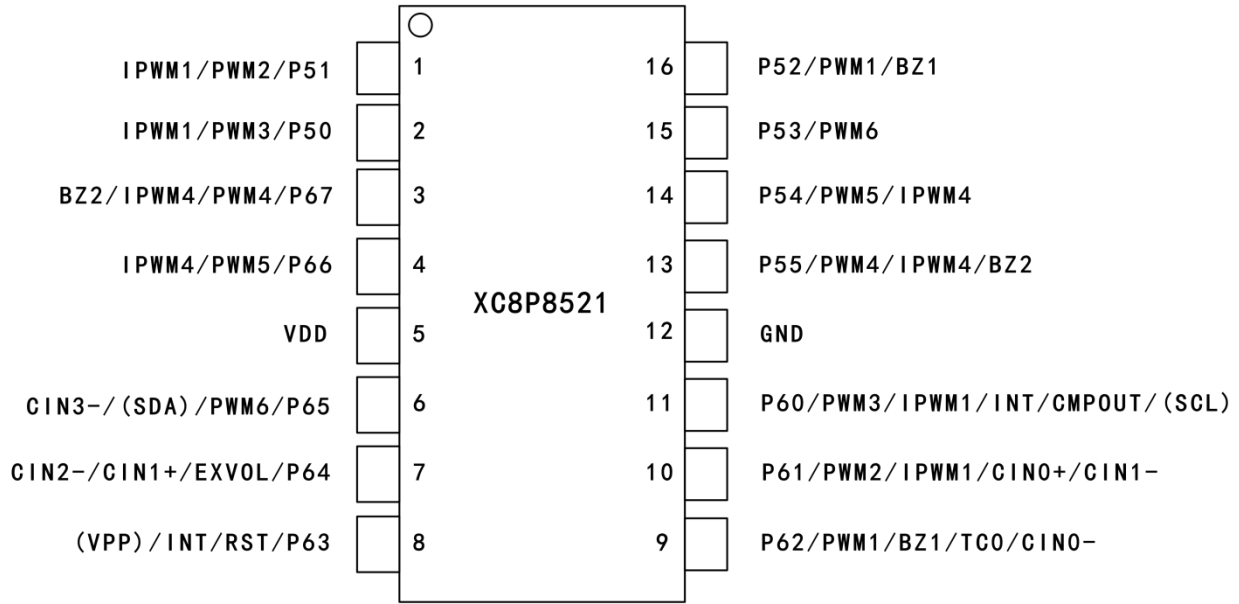 IPWM1/PWM2/P51 1 16 P52/PWM1/BZ1
IPWM1/PWM3/P50 2 15 P53/PWM6
BZ2/IPWM4/PWM4/P67 3 14 P54/PWM5/IPWM4
IPWM4/PWM5/P66 4 13 P55/PWM4/IPWM4/BZ2
XC8P8521
VDD 5 12 GND
CIN3-/(SDA)/PWM6/P65 6 11 P60/PWM3/IPWM1/INT/CMPOUT/(SCL)
CIN2-/CIN1+/EXVOL/P64 7 10 P61/PWM2/IPWM1/CIN0+/CIN1-
(VPP)/INT/RST/P63 8 9 P62/PWM1/BZ1/TC0/CIN0-